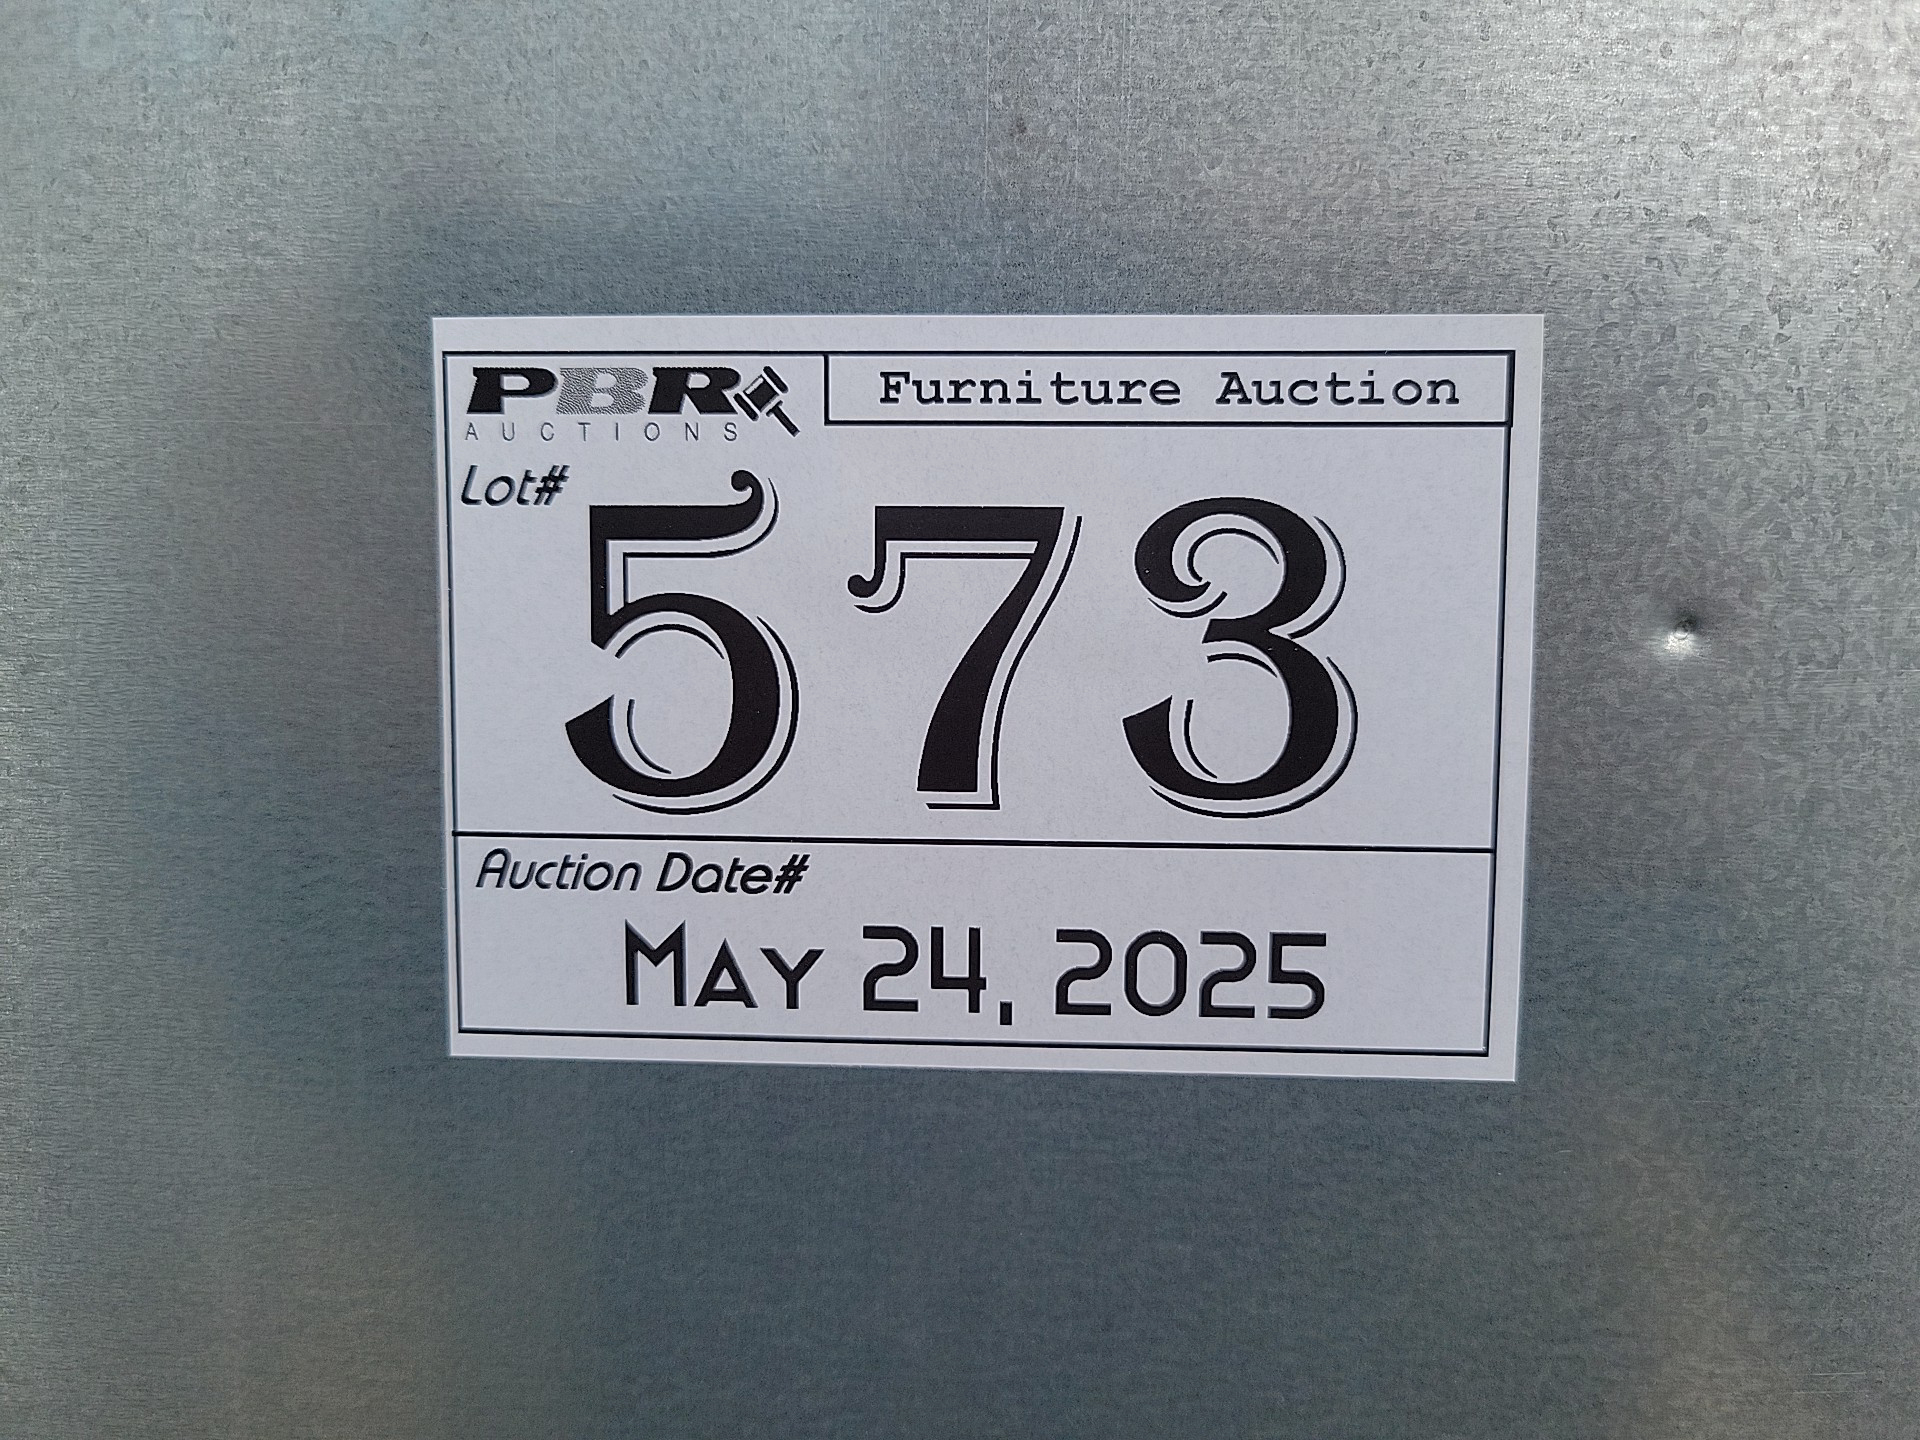 PBR
AUCTIONS
Furniture Auction
Lot#
573
Auction Date#
May 24, 2025